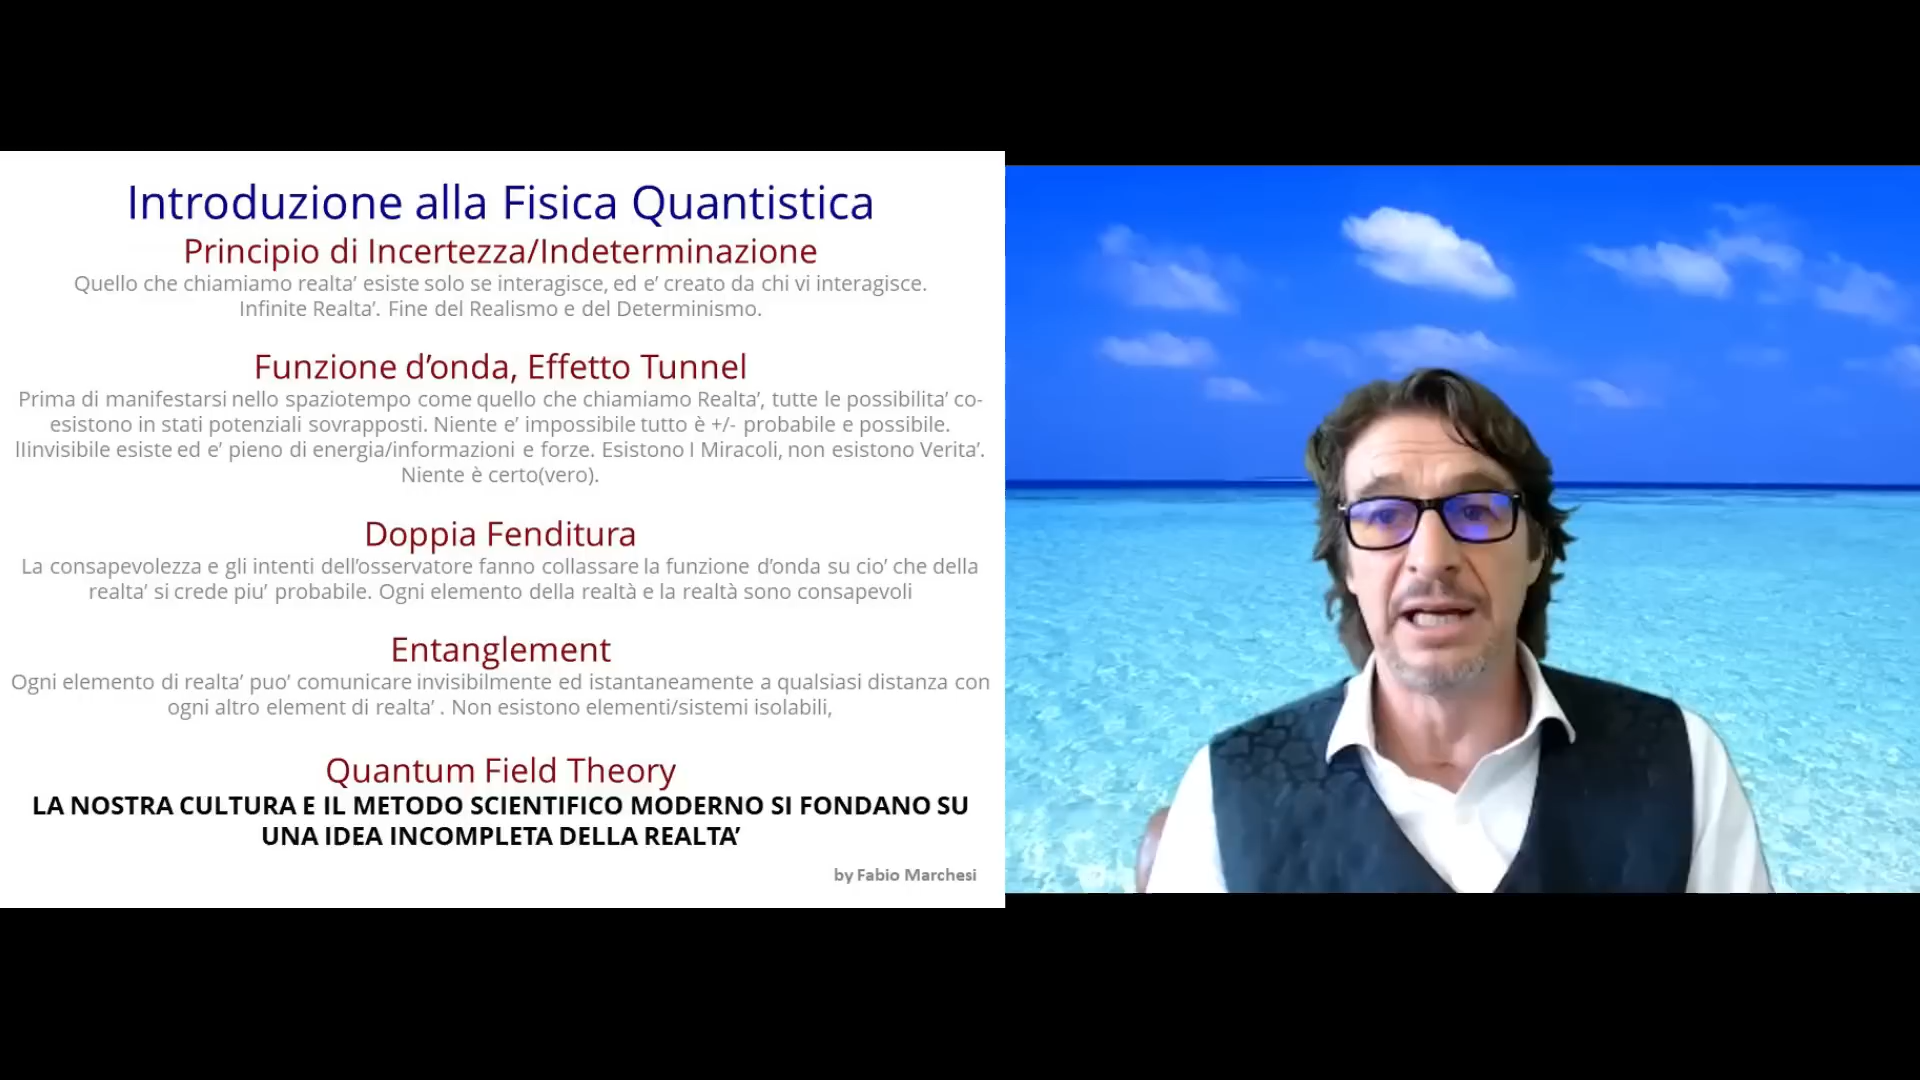 Introduzione alla Fisica Quantistica
Principio di Incertezza/Indeterminazione
Quello che chiamiamo realta’ esiste solo se interagisce, ed e’ creato da chi vi interagisce.
Infinite Realta’. Fine del Realismo e del Determinismo.
Funzione d’onda, Effetto Tunnel
Prima di manifestarsi nello spaziotempo come quello che chiamiamo Realta’, tutte le possibilita’ co-
esistono in stati potenziali sovrapposti. Niente e’ impossibile tutto è +/- probabile e possibile.
lIinvisibile esiste ed e’ pieno di energia/informazioni e forze. Esistono I Miracoli, non esistono Verita’.
Niente è certo(vero).
Doppia Fenditura
La consapevolezza e gli intenti dell’osservatore fanno collassare la funzione d’onda su cio’ che della
realta’ si crede piu’ probabile. Ogni elemento della realtà e la realtà sono consapevoli
Entanglement
Ogni elemento di realta’ puo’ comunicare invisibilmente ed istantaneamente a qualsiasi distanza con
ogni altro element di realta’ . Non esistono elementi/sistemi isolabili,
Quantum Field Theory
LA NOSTRA CULTURA E IL METODO SCIENTIFICO MODERNO SI FONDANO SU
UNA IDEA INCOMPLETA DELLA REALTA’
by Fabio Marchesi